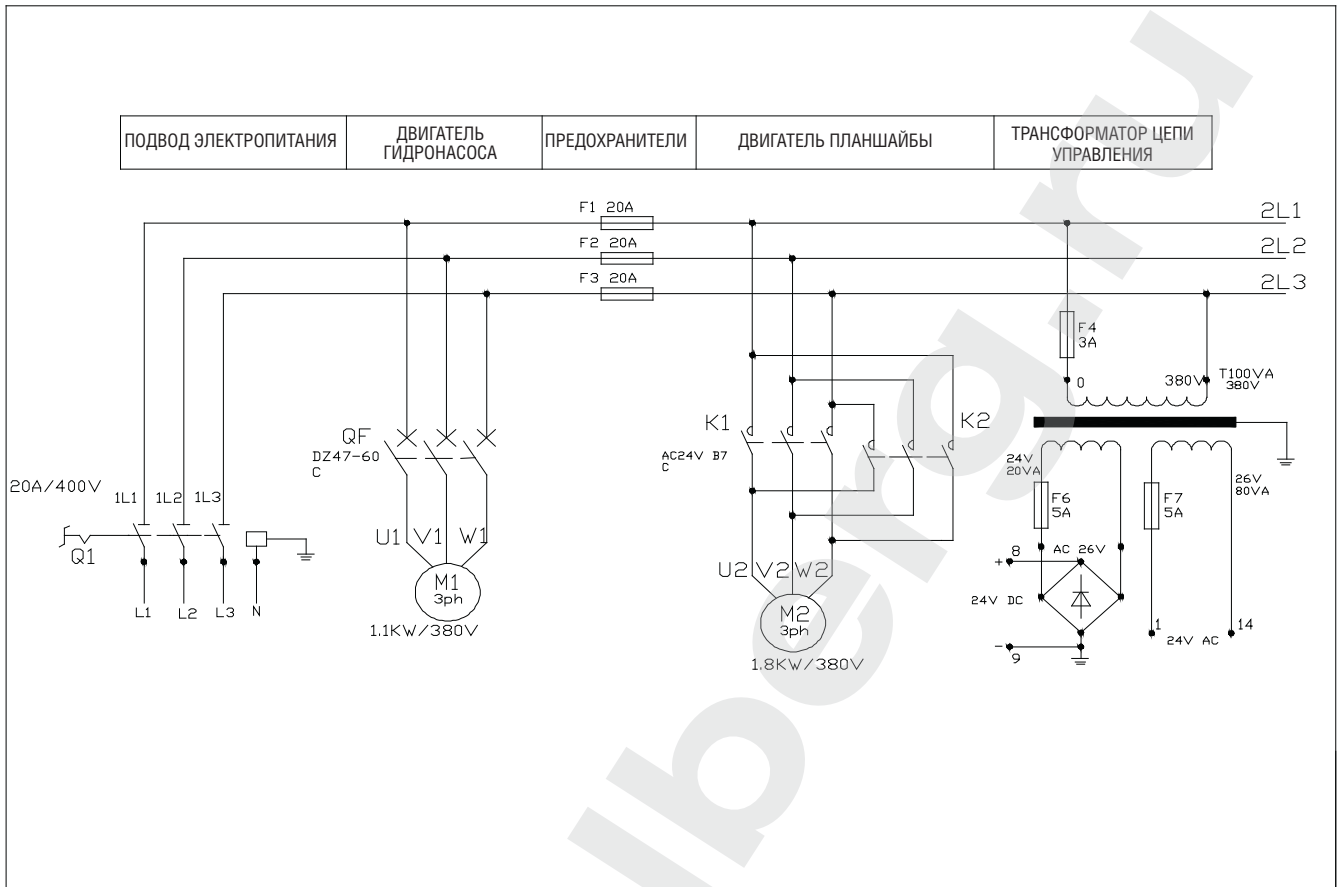 ПОДВОД ЭЛЕКТРОПИТАНИЯ
ДВИГАТЕЛЬ
ГИДРОНАСОСА
ПРЕДОХРАНИТЕЛИ
ДВИГАТЕЛЬ ПЛАНШАЙБЫ
ТРАНСФОРМАТОР ЦЕПИ
УПРАВЛЕНИЯ
F1 20A
2L1
F2 20A
2L2
F3 20A
2L3
F4
3A
0
380V
T100VA
380V
QF
DZ47-60
C
K1
AC24V B7
C
K2
24V
20VA
26V
80VA
F6
5A
F7
5A
20A/400V
1L1
1L2
1L3
Q1
L1
L2
L3
N
U1
V1
W1
M1
3ph
1.1KW/380V
U2
V2
W2
M2
3ph
1.8KW/380V
+
8
AC 26V
24V DC
-
9
1
14
24V AC
lberg.ru